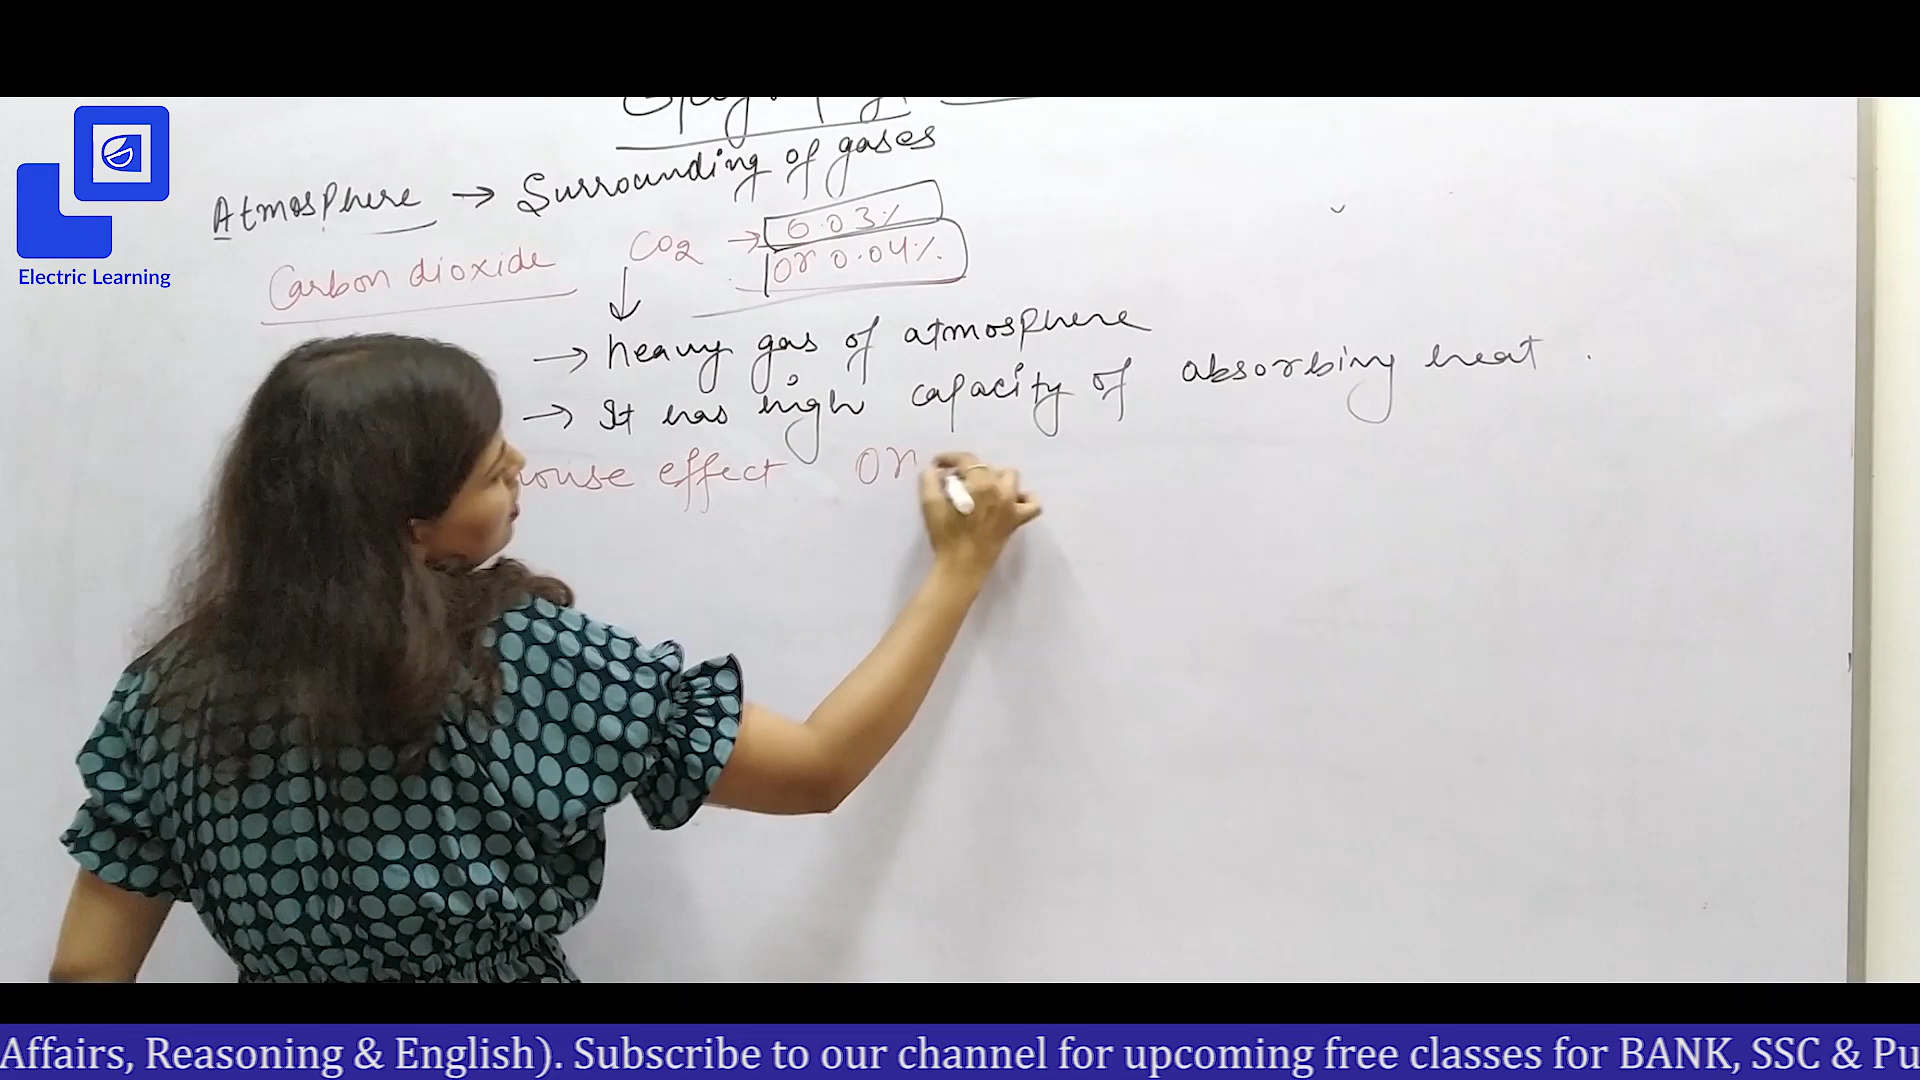 Atmosphere → Surrounding of gases
Carbon dioxide CO2 → 0.03%
or 0.04%.
→ heavy gas of atmosphere
→ It has high capacity of absorbing heat.
effect or
Electric Learning
Affairs, Reasoning & English). Subscribe to our channel for upcoming free classes for BANK, SSC & Pu